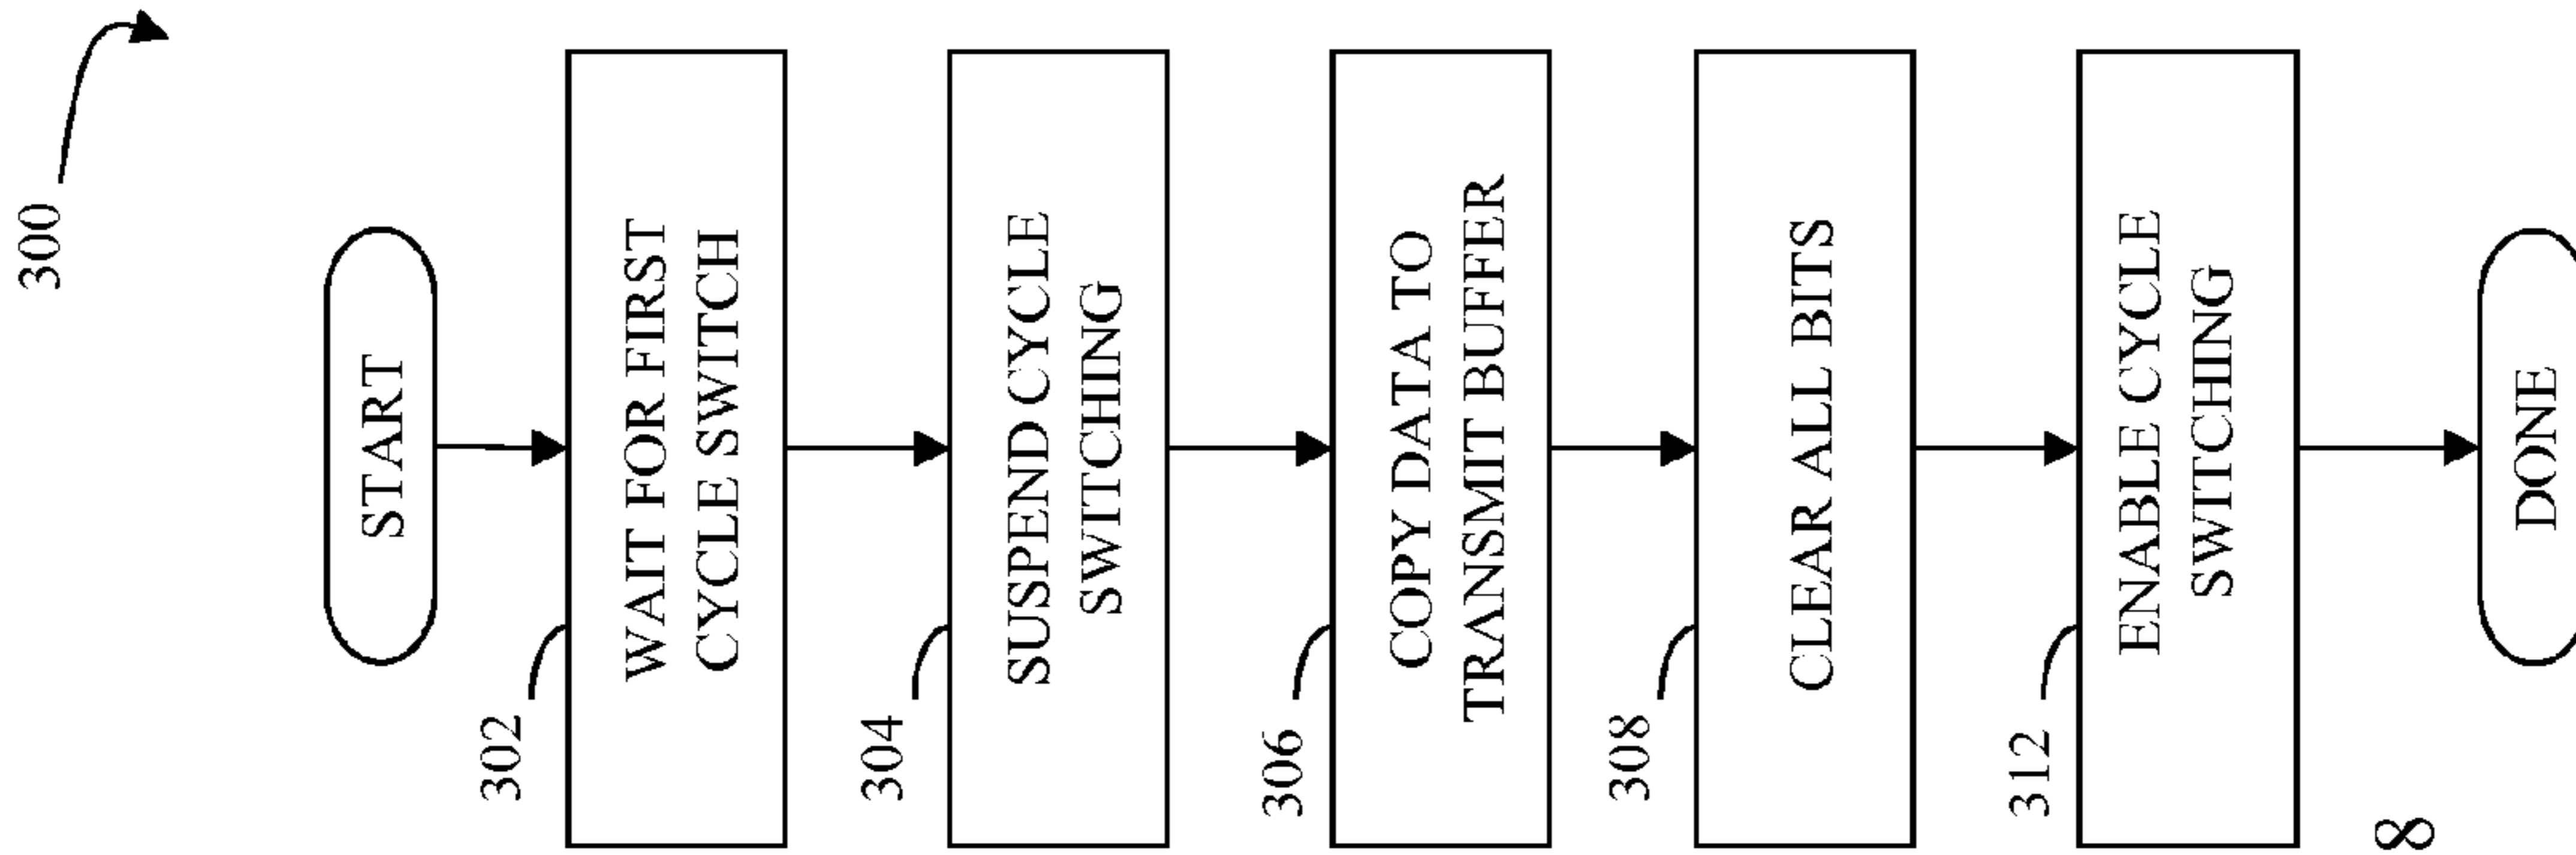 300
START
302
WAIT FOR FIRST
CYCLE SWITCH
304
SUSPEND CYCLE
SWITCHING
306
COPY DATA TO
TRANSMIT BUFFER
308
CLEAR ALL BITS
312
ENABLE CYCLE
SWITCHING
8
DONE